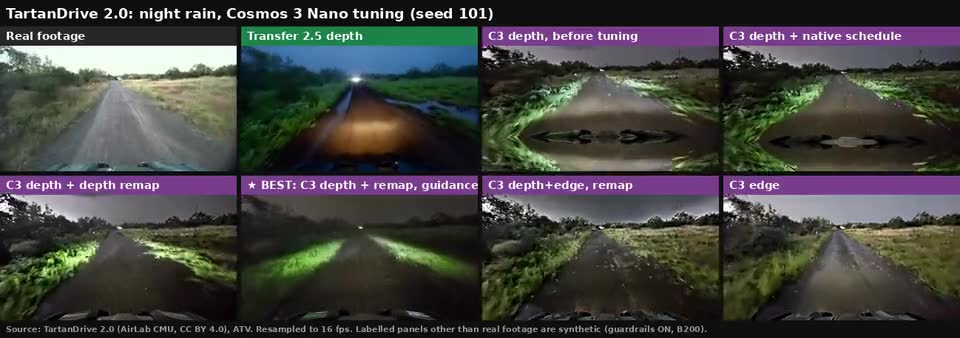 TartanDrive 2.0: night rain, Cosmos 3 Nano tuning (seed 101)
Real footage
Transfer 2.5 depth
C3 depth, before tuning
C3 depth + native schedule
C3 depth + depth remap
★ BEST: C3 depth + remap, guidance
C3 depth+edge, remap
C3 edge
Source: TartanDrive 2.0 (AirLab CMU, CC BY 4.0), ATV. Resampled to 16 fps. Labelled panels other than real footage are synthetic (guardrails ON, B200).